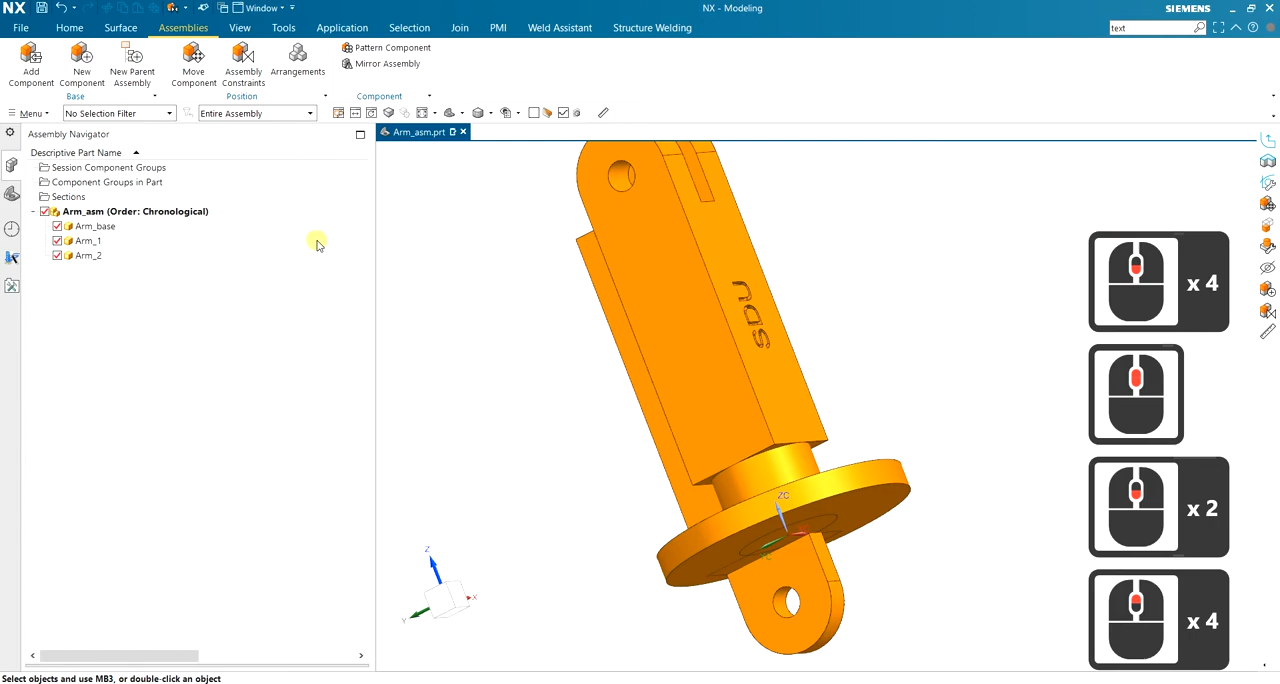 NX
Window
NX - Modeling
SIEMENS
File
Home
Surface
Assemblies
View
Tools
Application
Curve
Selection
Join
PMI
Weld Assistant
Structure Welding
text
Add Component
New Component
New Parent Assembly
Move Component
Assembly Constraints
Arrangements
Pattern Component
Mirror Assembly
Base
Position
Component
Menu
No Selection Filter
Entire Assembly
Assembly Navigator
Arm_asm.prt
Descriptive Part Name
Session Component Groups
Component Groups in Part
Sections
Arm_asm (Order: Chronological)
Arm_base
Arm_1
Arm_2
SDU
ZC
Z
X
Y
x 4
x 2
x 4
Select objects and use MB3, or double-click an object